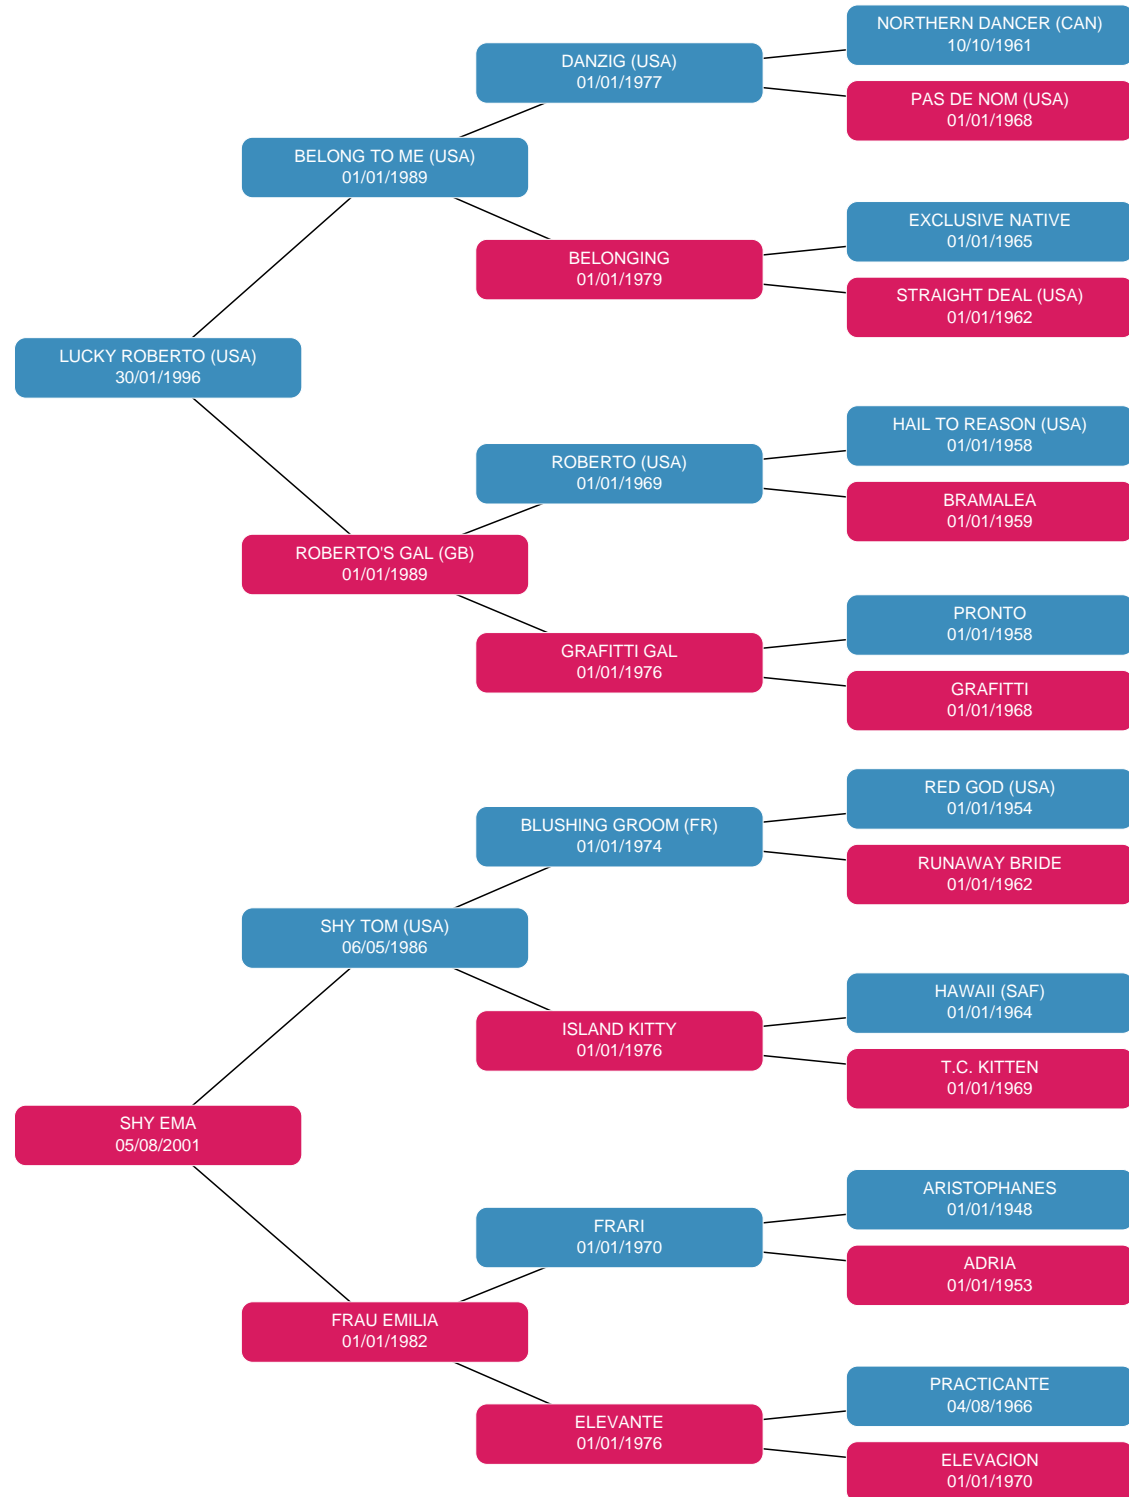 NORTHERN DANCER (CAN)
10/10/1961
DANZIG (USA)
01/01/1977
PAS DE NOM (USA)
01/01/1968
BELONG TO ME (USA)
01/01/1989
EXCLUSIVE NATIVE
01/01/1965
BELONGING
01/01/1979
STRAIGHT DEAL (USA)
01/01/1962
LUCKY ROBERTO (USA)
30/01/1996
HAIL TO REASON (USA)
01/01/1958
ROBERTO (USA)
01/01/1969
BRAMALEA
01/01/1959
ROBERTO'S GAL (GB)
01/01/1989
PRONTO
01/01/1958
GRAFITTI GAL
01/01/1976
GRAFITTI
01/01/1968
RED GOD (USA)
01/01/1954
BLUSHING GROOM (FR)
01/01/1974
RUNAWAY BRIDE
01/01/1962
SHY TOM (USA)
06/05/1986
HAWAII (SAF)
01/01/1964
ISLAND KITTY
01/01/1976
T.C. KITTEN
01/01/1969
SHY EMA
05/08/2001
ARISTOPHANES
01/01/1948
FRARI
01/01/1970
ADRIA
01/01/1953
FRAU EMILIA
01/01/1982
PRACTICANTE
04/08/1966
ELEVANTE
01/01/1976
ELEVACION
01/01/1970